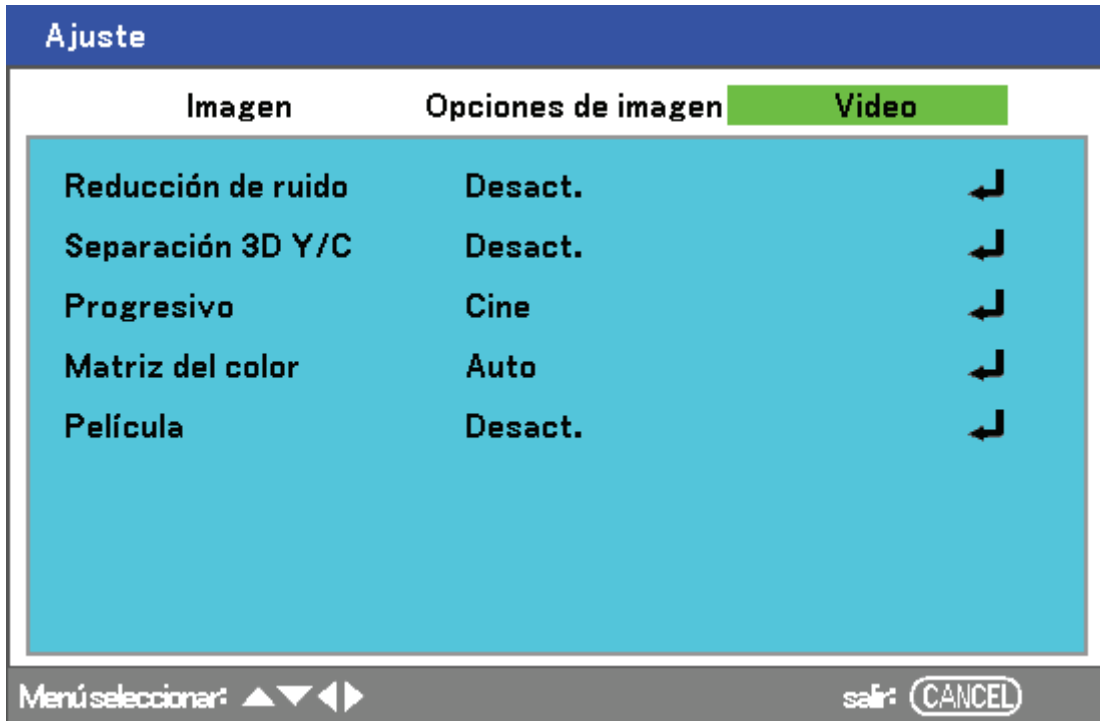 Ajuste
Imagen Opciones de imagen Video
Reducción de ruido Desact.
Separación 3D Y/C Desact.
Progresivo Cine
Matriz del color Auto
Película Desact.
Menú seleccionar: salir: CANCEL